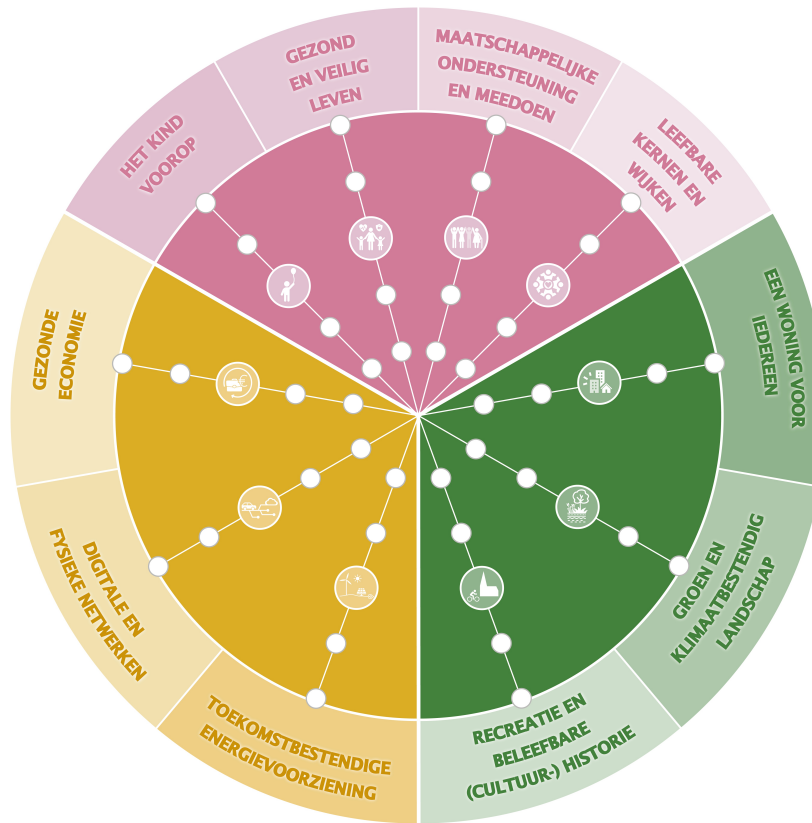 HET KIND
VOOROP
GEZOND
EN VEILIG
LEVEN
MAATSCHAPPELIJKE
ONDERSTEUNING
EN MEEDOEN
LEEFBARE
KERNEN EN
WIJKEN
EEN WONING VOOR
IEDEREEN
GROEN EN
KLIMAATBESTENDIG
LANDSCHAP
RECREATIE EN
BELEEFBARE
(CULTUUR-) HISTORIE
TOEKOMSTBESTENDIGE
ENERGIEVOORZIENING
DIGITALE EN
FYSIEKE NETWERKEN
GEZONDE
ECONOMIE